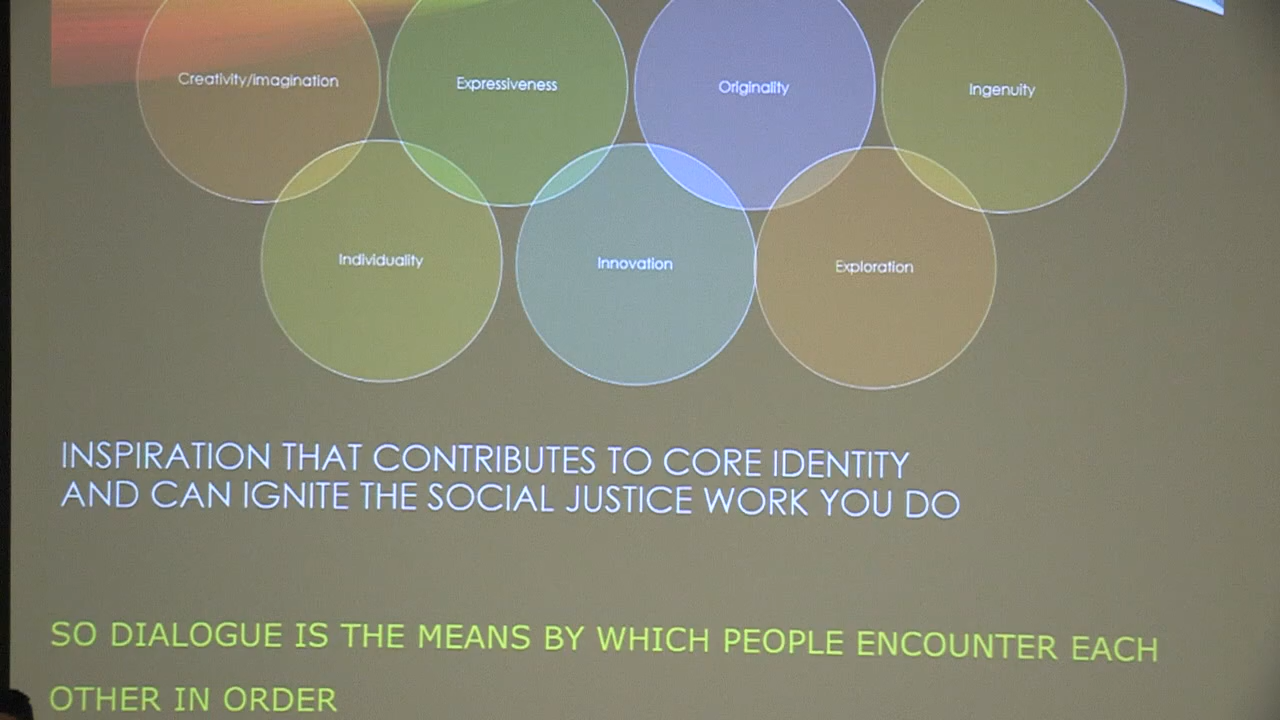 Creativity/imagination
Expressiveness
Originality
Ingenuity
Individuality
Innovation
Exploration
INSPIRATION THAT CONTRIBUTES TO CORE IDENTITY
AND CAN IGNITE THE SOCIAL JUSTICE WORK YOU DO
SO DIALOGUE IS THE MEANS BY WHICH PEOPLE ENCOUNTER EACH
OTHER IN ORDER